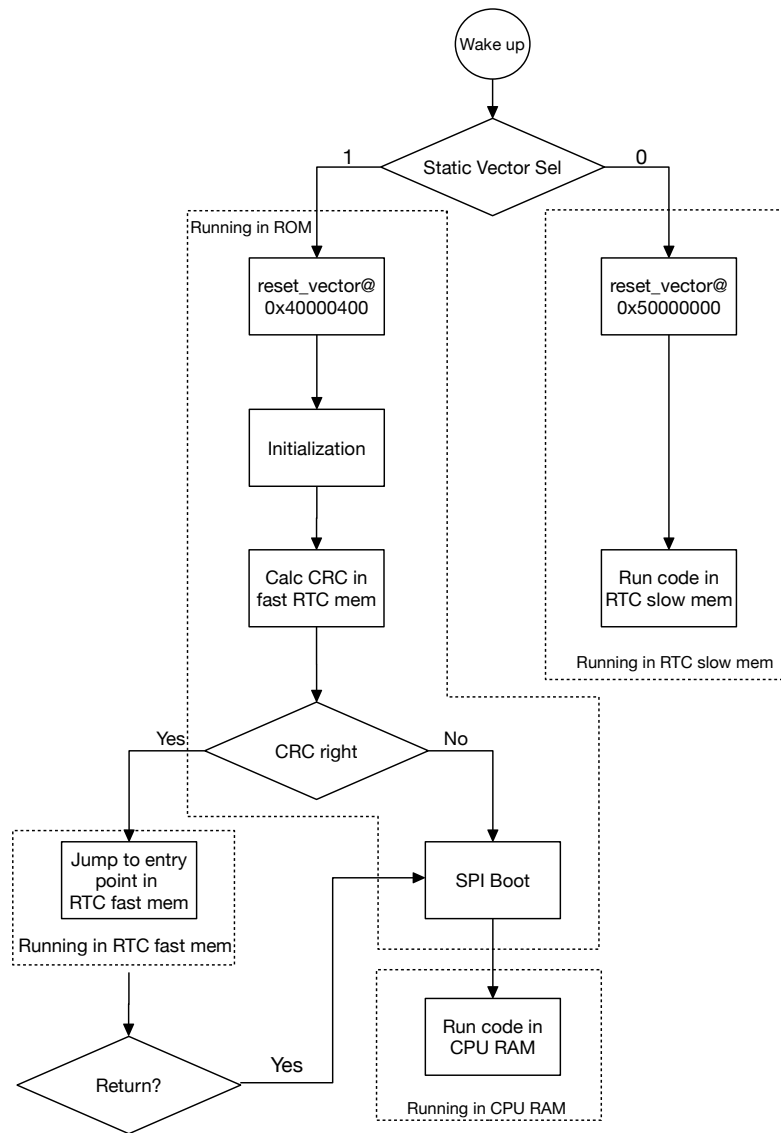 Wake up
Static Vector Sel
1
0
Running in ROM
reset_vector@
0x40000400
reset_vector@
0x50000000
Initialization
Calc CRC in
fast RTC mem
Run code in
RTC slow mem
Running in RTC slow mem
CRC right
Yes
No
Jump to entry
point in
RTC fast mem
Running in RTC fast mem
SPI Boot
Return?
Yes
Run code in
CPU RAM
Running in CPU RAM